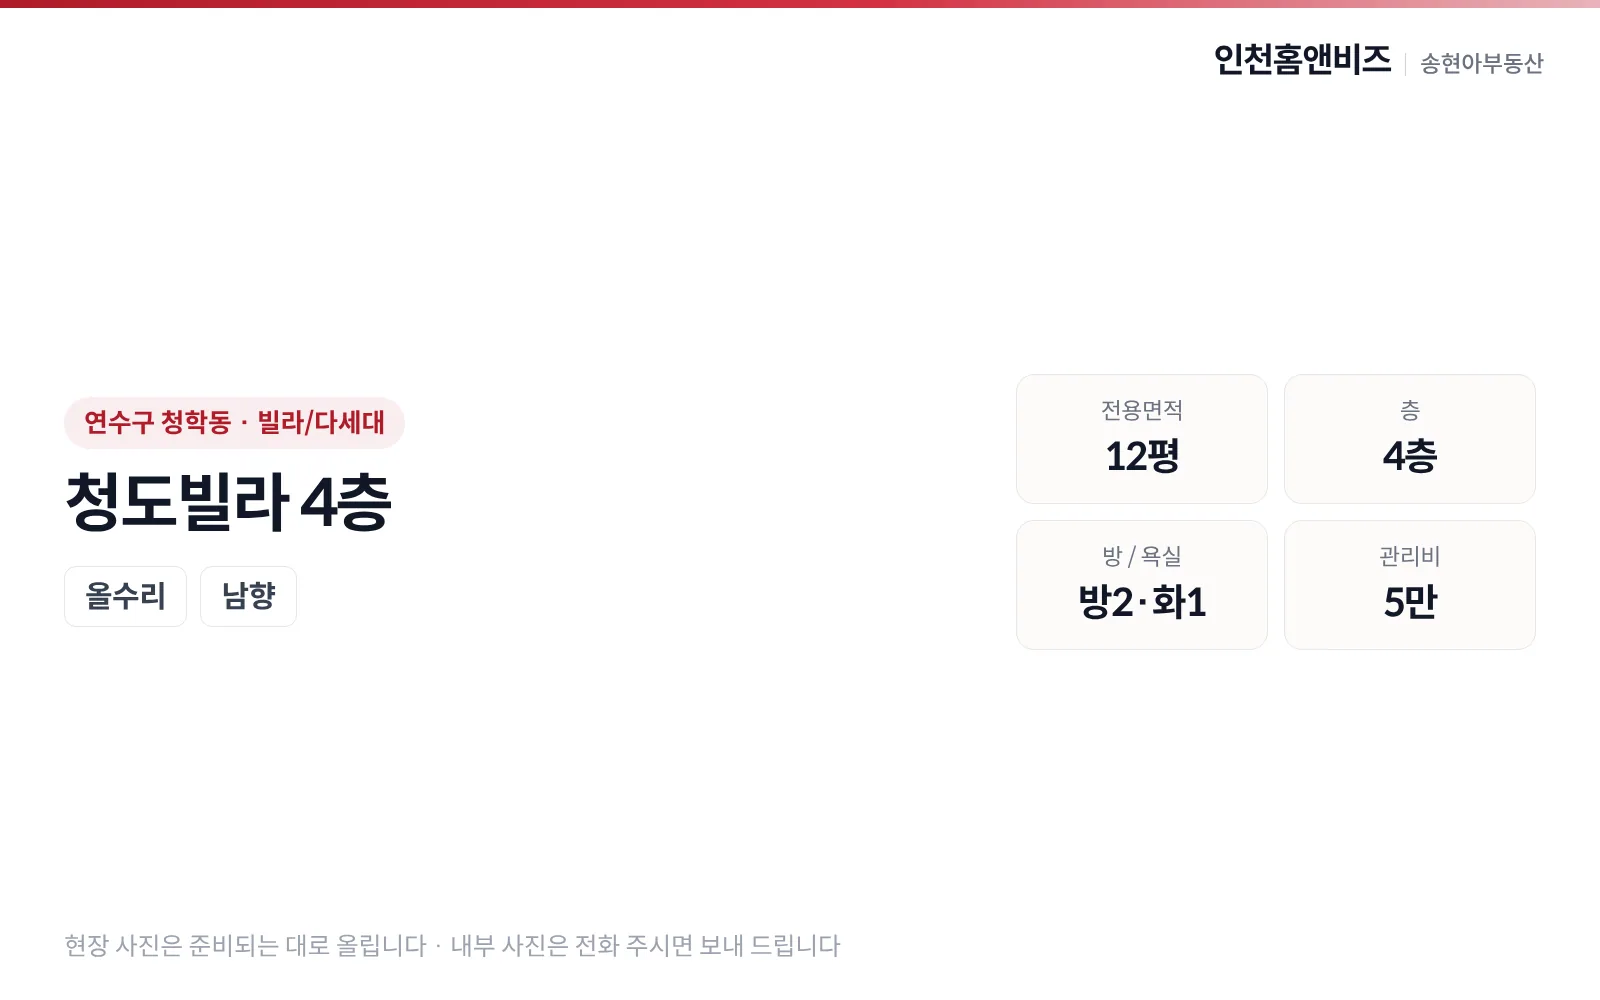 인천홈앤비즈 | 송현아부동산
연수구 청학동 · 빌라/다세대
청도빌라 4층
올수리
남향
전용면적
12평
층
4층
방 / 욕실
방2·화1
관리비
5만
현장 사진은 준비되는 대로 올립니다 · 내부 사진은 전화 주시면 보내 드립니다